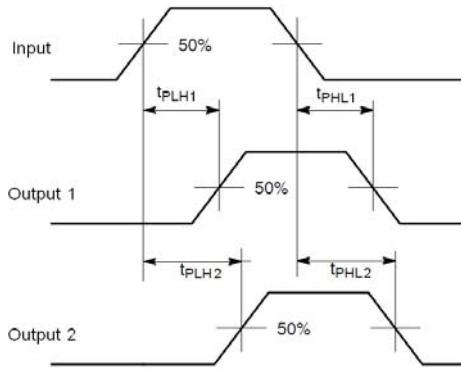 Input
50%
tPLH1
tPHL1
Output 1
50%
tPLH2
tPHL2
Output 2
50%